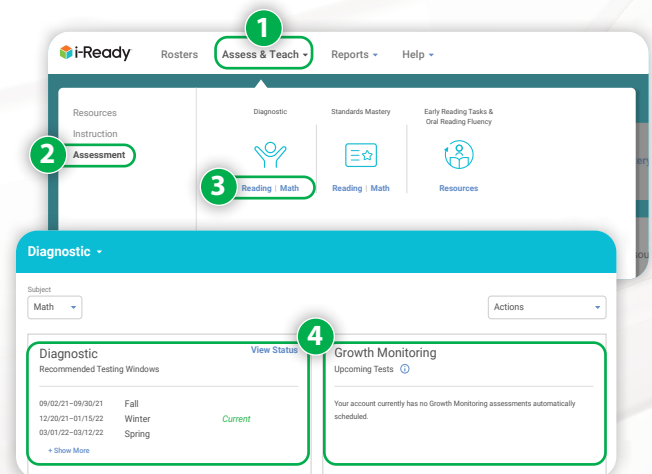 1
i-Ready Rosters Assess & Teach Reports Help
Resources
Instruction
2 Assessment
Diagnostic
Standards Mastery
Early Reading Tasks &
Oral Reading Fluency
3 Reading | Math
Reading | Math
Resources
Diagnostic
Subject
Math
Actions
4
Diagnostic View Status
Recommended Testing Windows
09/02/21–09/30/21 Fall
12/20/21–01/15/22 Winter Current
03/01/22–03/12/22 Spring
+ Show More
Growth Monitoring
Upcoming Tests
Your account currently has no Growth Monitoring assessments automatically
scheduled.